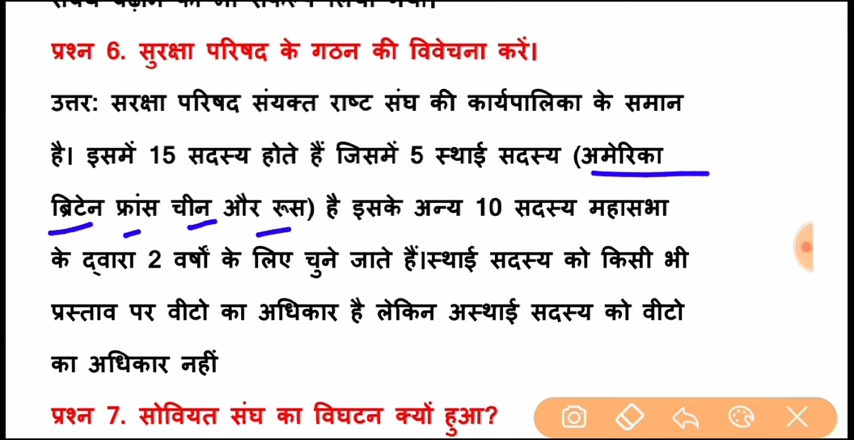 प्रश्न 6. सुरक्षा परिषद के गठन की विवेचना करें।
उत्तर: सरक्षा परिषद संयक्त राष्ट संघ की कार्यपालिका के समान
है। इसमें 15 सदस्य होते हैं जिसमें 5 स्थाई सदस्य (अमेरिका
ब्रिटेन फ्रांस चीन और रूस) है इसके अन्य 10 सदस्य महासभा
के द्वारा 2 वर्षों के लिए चुने जाते हैं।स्थाई सदस्य को किसी भी
प्रस्ताव पर वीटो का अधिकार है लेकिन अस्थाई सदस्य को वीटो
का अधिकार नहीं
प्रश्न 7. सोवियत संघ का विघटन क्यों हुआ?